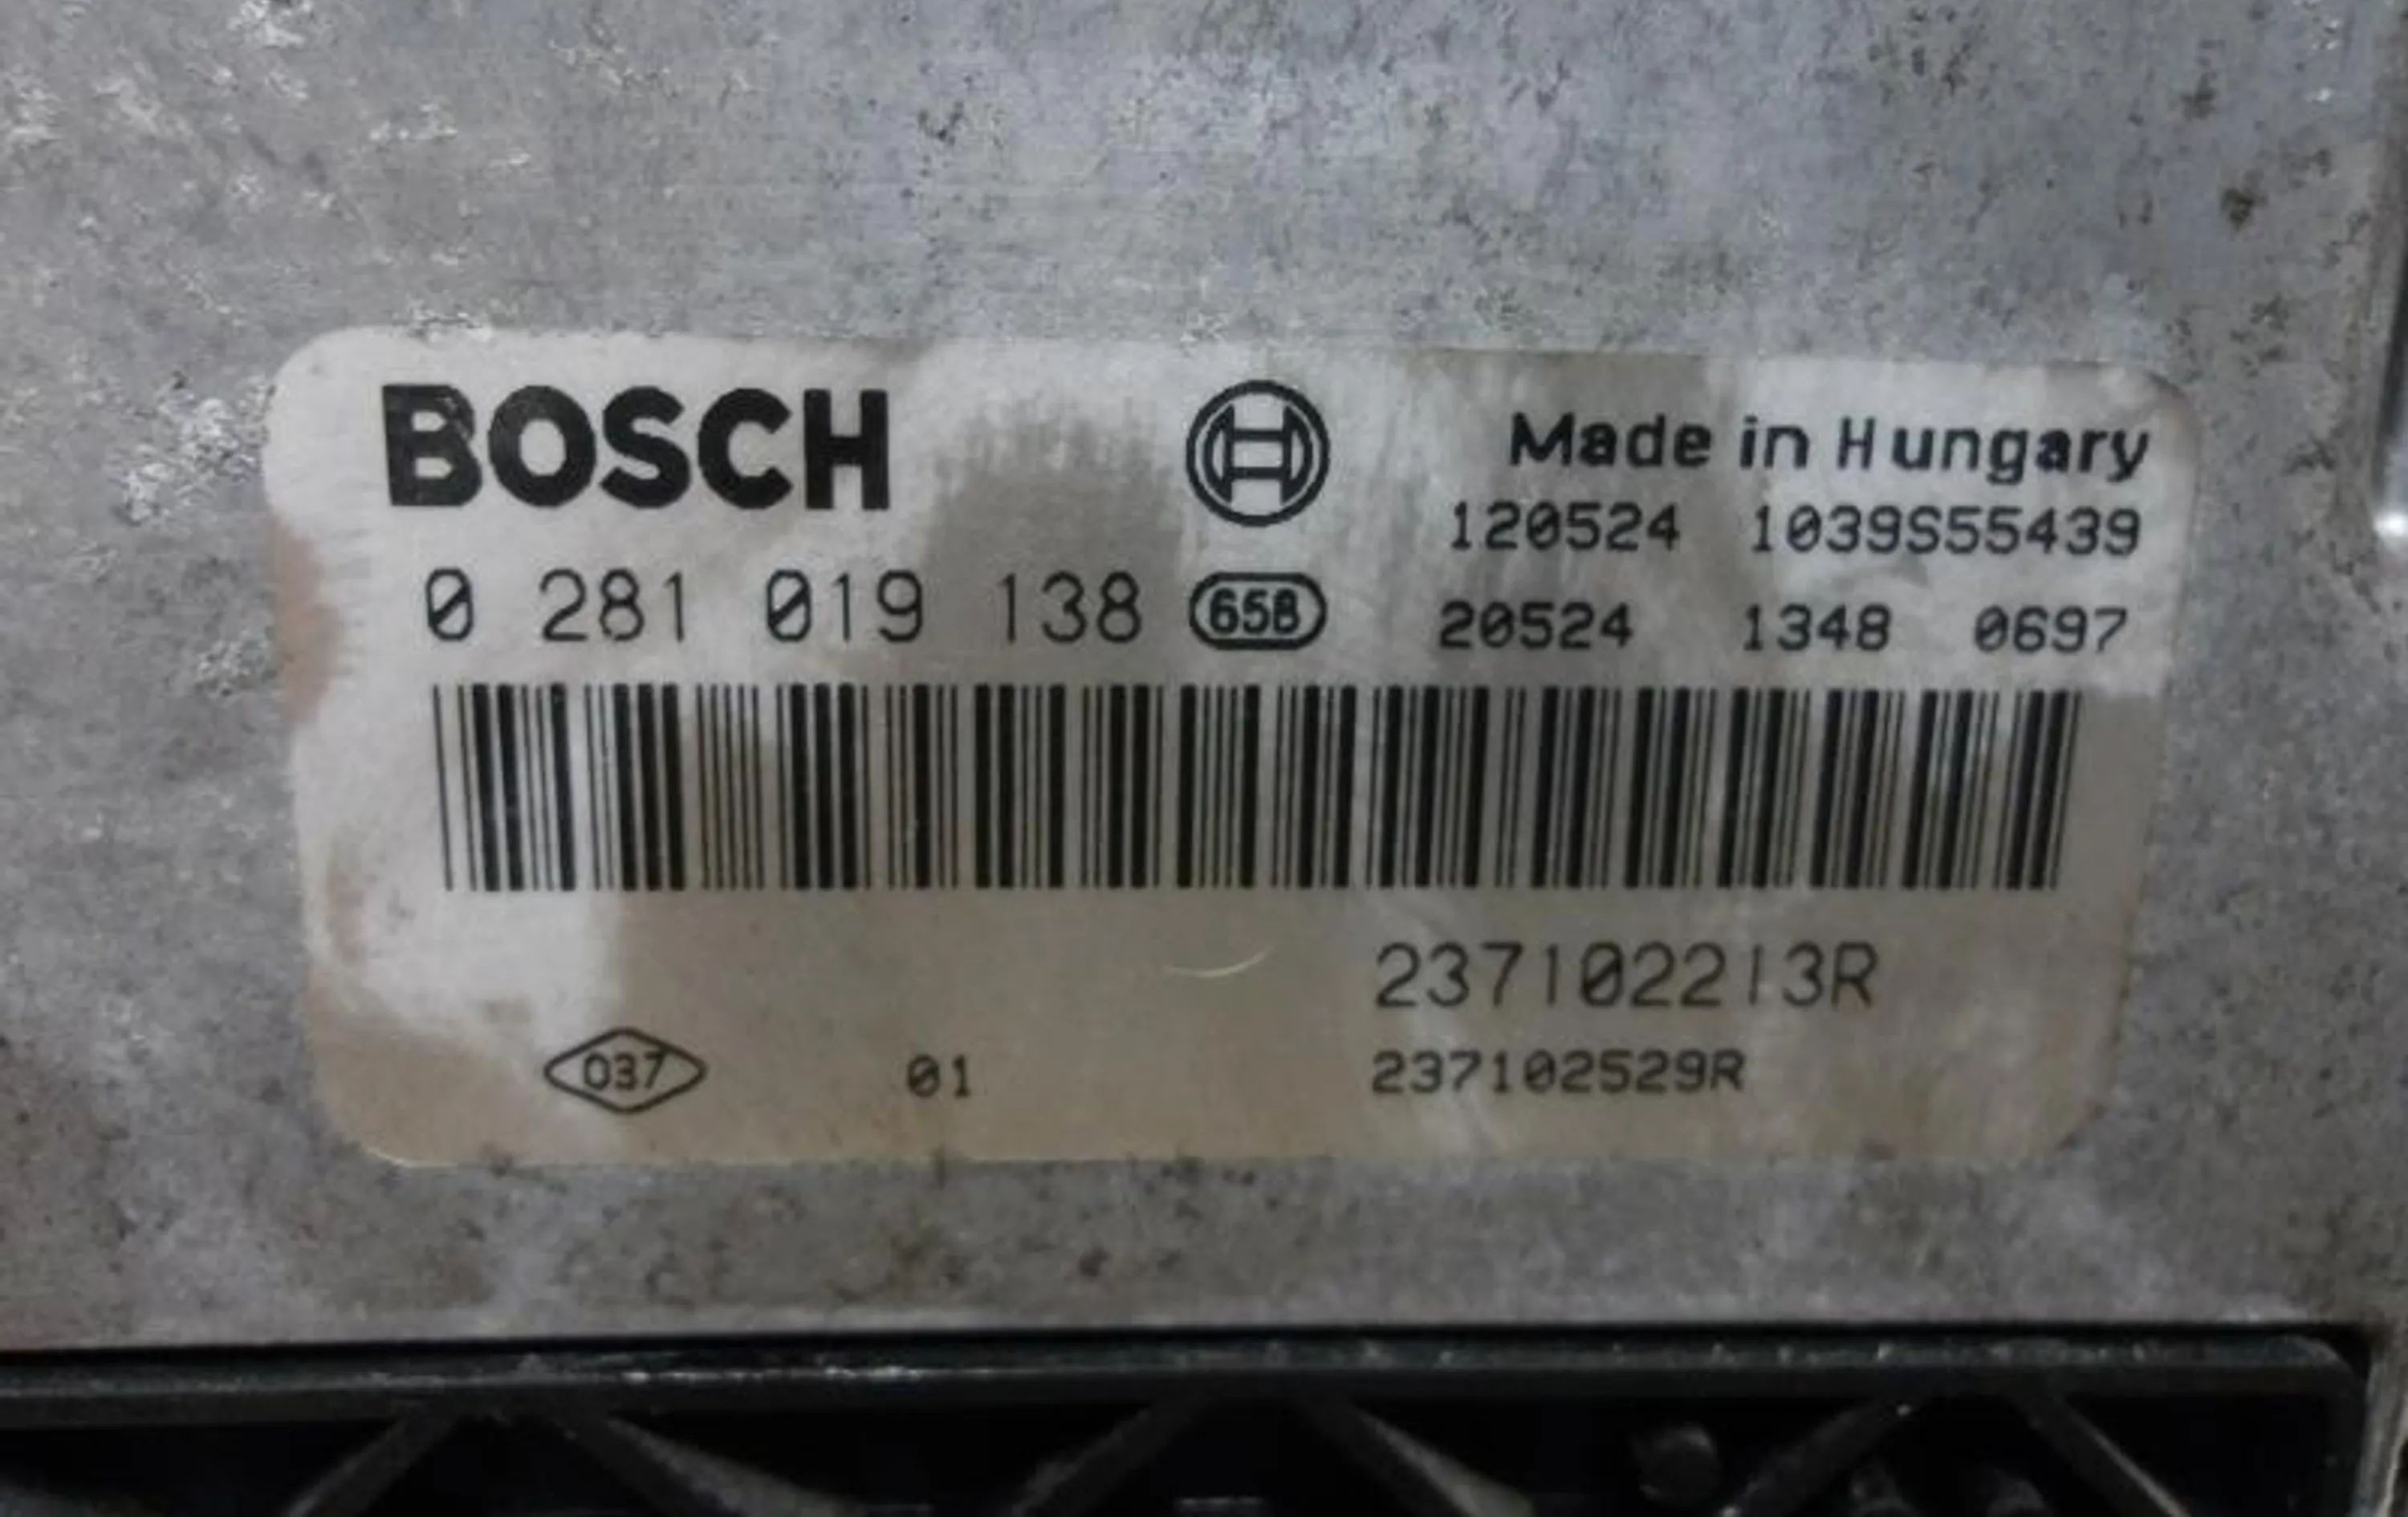 BOSCH
Made in Hungary
120524 1039S55439
0 281 019 138 658 20524 1348 0697
237102213R
037 01 237102529R